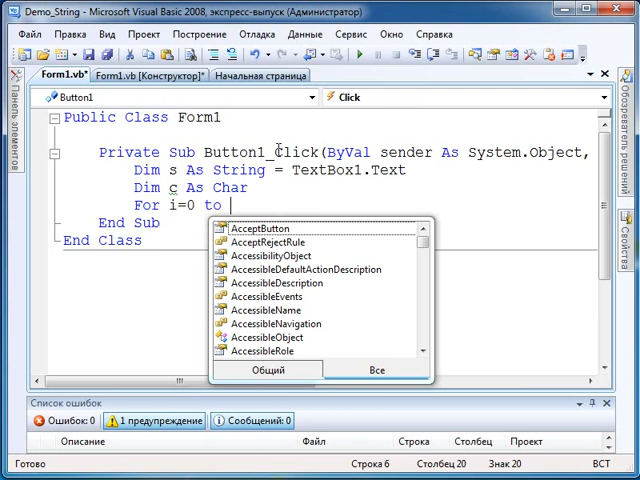 Demo_String - Microsoft Visual Basic 2008, экспресс-выпуск (Администратор)
Файл Правка Вид Проект Построение Отладка Данные Сервис Окно Справка
Form1.vb* Form1.vb [Конструктор]* Начальная страница
Button1 Click
Панель элементов
Обозреватель решений
Свойства
Public Class Form1
Private Sub Button1_Click(ByVal sender As System.Object,
Dim s As String = TextBox1.Text
Dim c As Char
For i=0 to
End Sub
End Class
AcceptButton
AcceptRejectRule
AccessibilityObject
AccessibleDefaultActionDescription
AccessibleDescription
AccessibleEvents
AccessibleName
AccessibleNavigation
AccessibleObject
AccessibleRole
Общий Все
Список ошибок
Ошибок: 0 1 предупреждение Сообщений: 0
Описание Файл Строка Столбец Проект
Готово Строка 6 Столбец 20 Знак 20